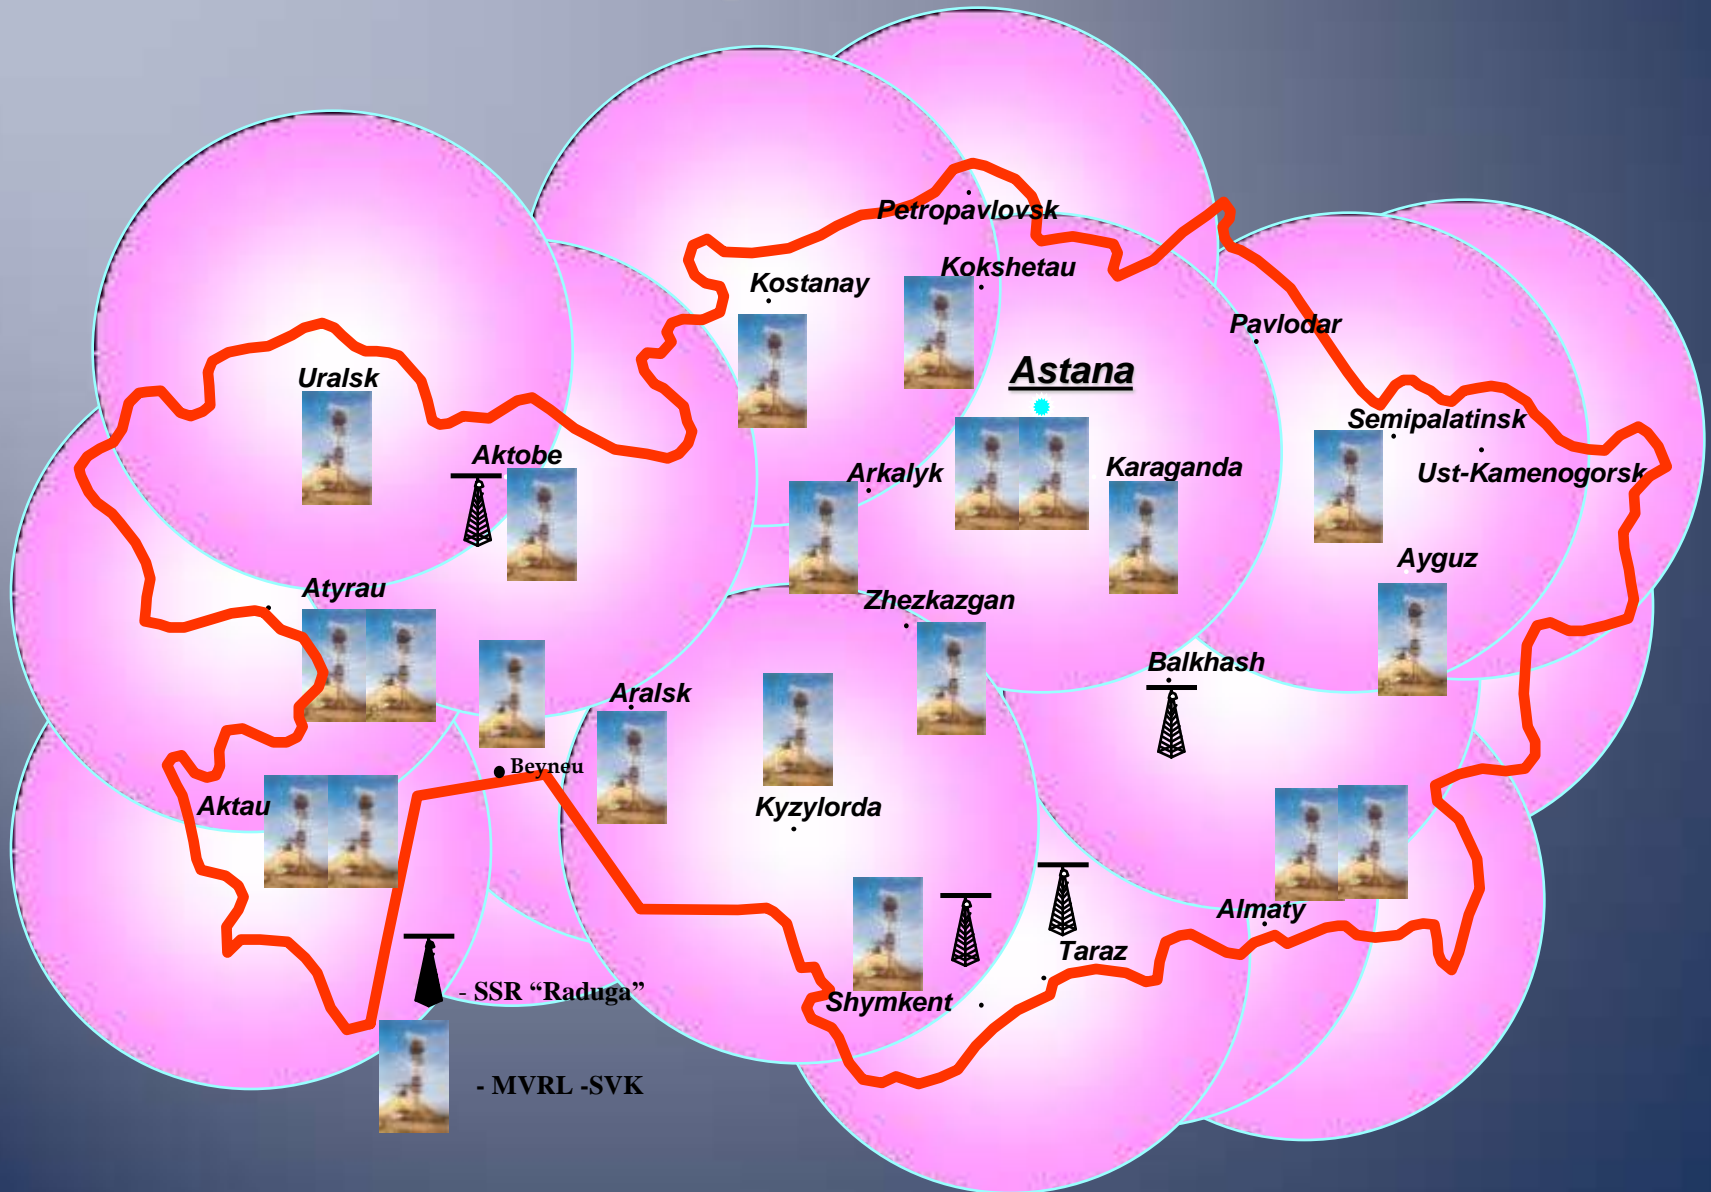 Petropavlovsk
Kokshetau
Kostanay
Pavlodar
Astana
Uralsk
Semipalatinsk
Aktobe
Arkalyk
Karaganda
Ust-Kamenogorsk
Ayguz
Atyrau
Zhezkazgan
Balkhash
Aralsk
Beyneu
Aktau
Kyzylorda
Almaty
Taraz
Shymkent
- SSR “Raduga”
- MVRL -SVK